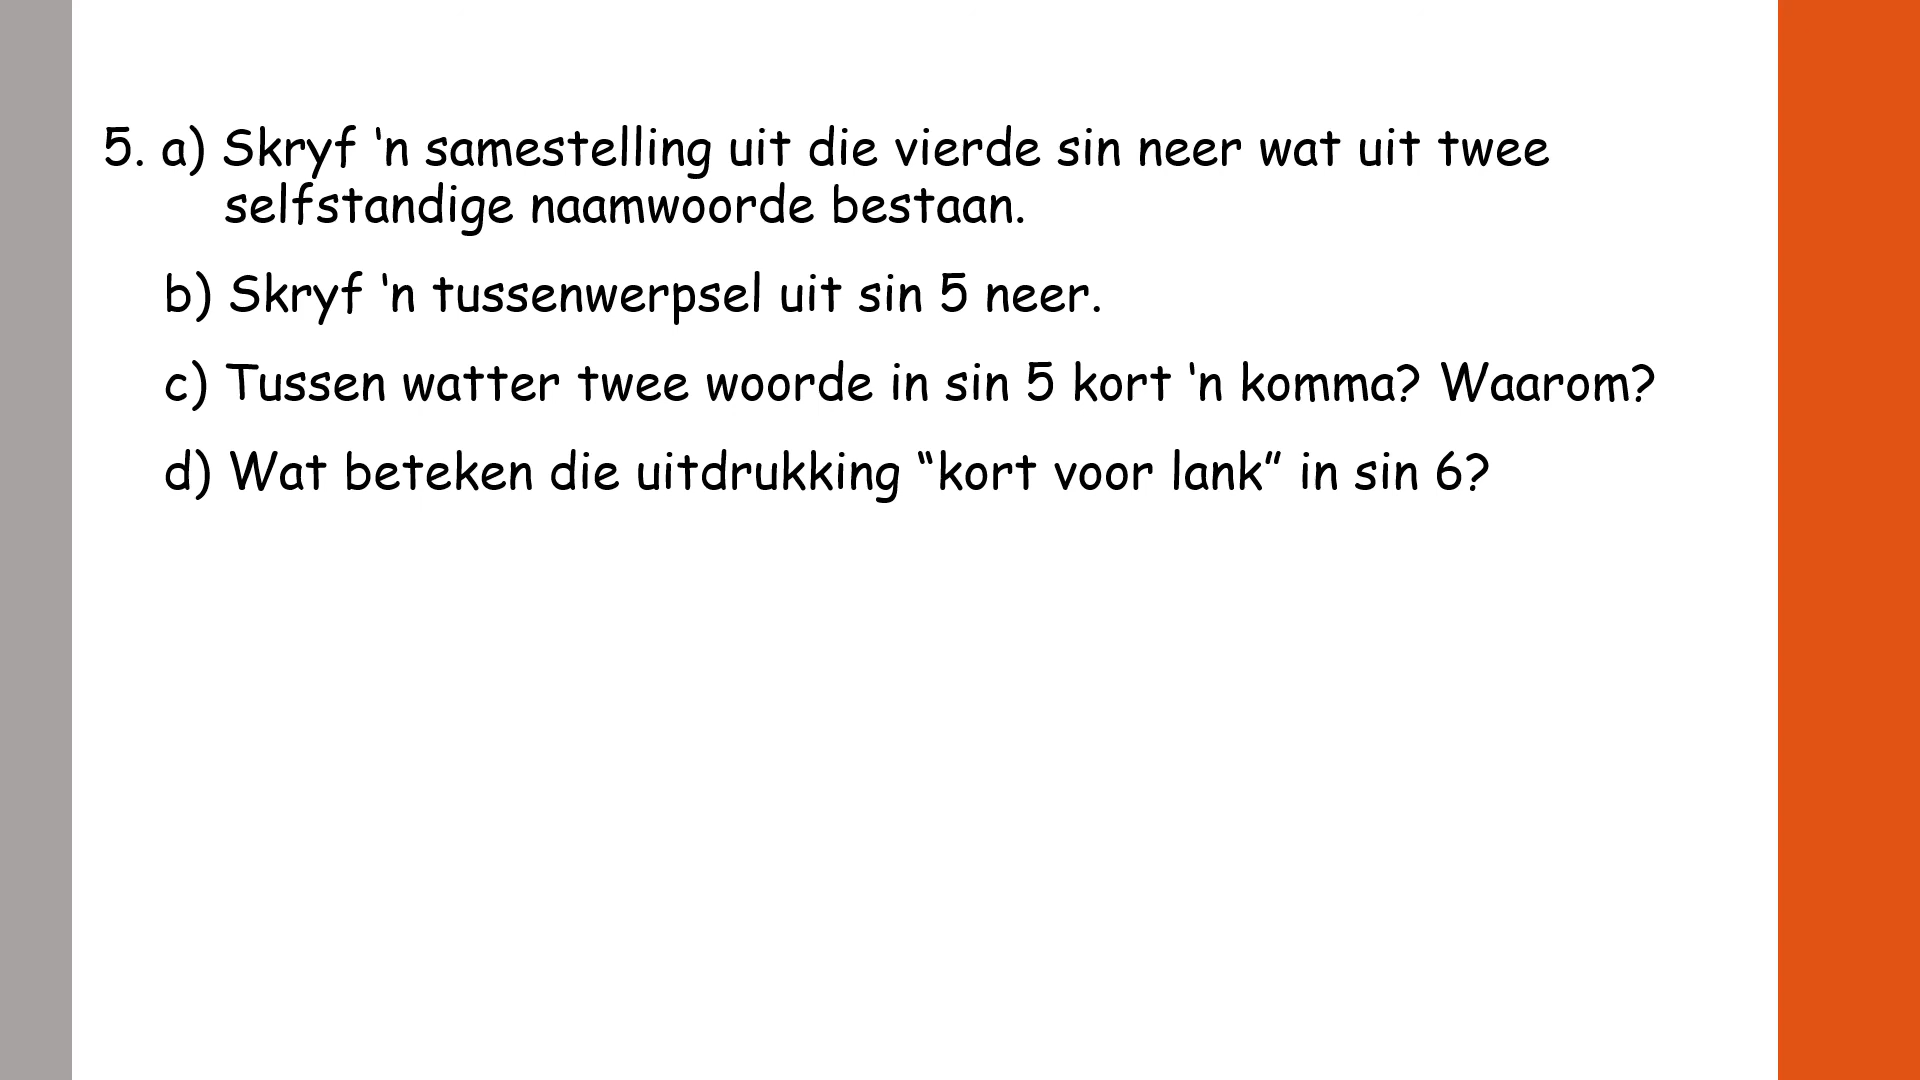 5. a) Skryf ‘n samestelling uit die vierde sin neer wat uit twee
selfstandige naamwoorde bestaan.
b) Skryf ‘n tussenwerpsel uit sin 5 neer.
c) Tussen watter twee woorde in sin 5 kort ‘n komma? Waarom?
d) Wat beteken die uitdrukking “kort voor lank” in sin 6?